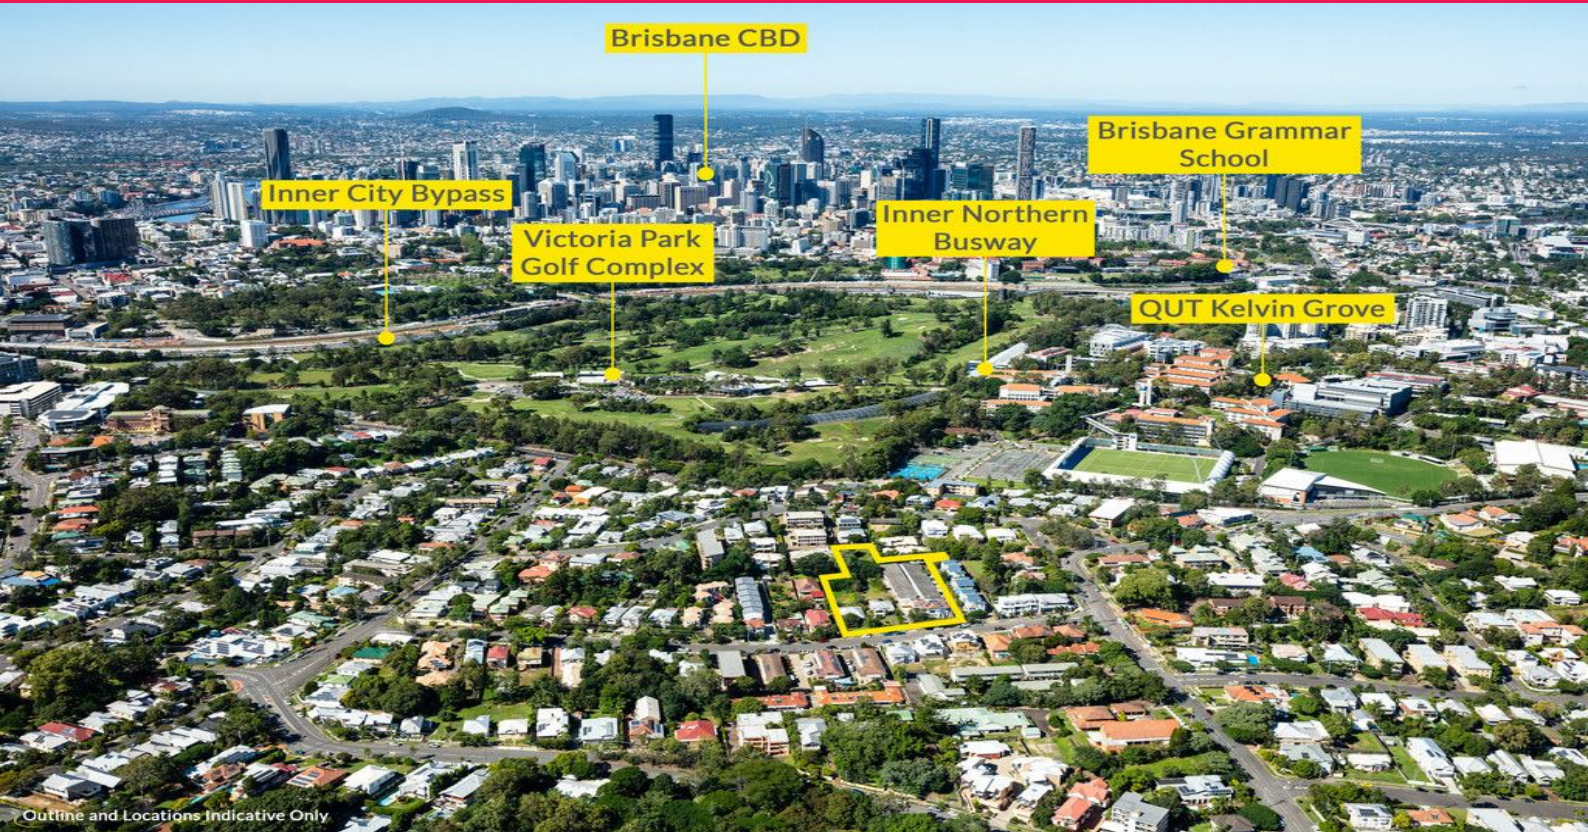 Brisbane CBD
Brisbane Grammar
School
Inner City Bypass
Inner Northern
Busway
Victoria Park
Golf Complex
QUT Kelvin Grove
Outline and Locations Indicative Only